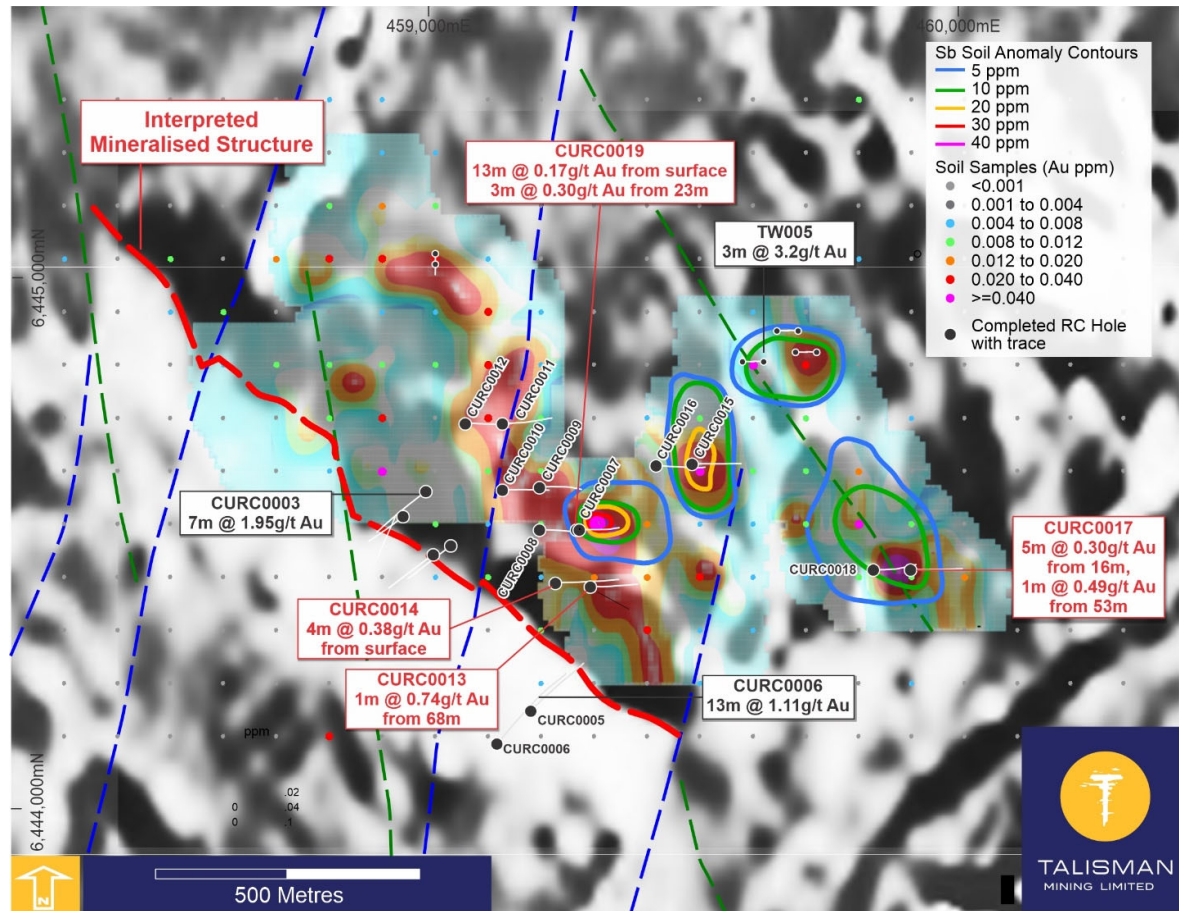 459,000mE
460,000mE
6,445,000mN
6,444,000mN
Interpreted
Mineralised Structure
CURC0019
13m @ 0.17g/t Au from surface
3m @ 0.30g/t Au from 23m
TW005
3m @ 3.2g/t Au
Sb Soil Anomaly Contours
5 ppm
10 ppm
20 ppm
30 ppm
40 ppm
Soil Samples (Au ppm)
<0.001
0.001 to 0.004
0.004 to 0.008
0.008 to 0.012
0.012 to 0.020
0.020 to 0.040
>=0.040
Completed RC Hole
with trace
CURC0012
CURC0011
CURC0010
CURC0009
CURC0016
CURC0015
CURC0007
CURC0008
CURC0003
7m @ 1.95g/t Au
CURC0018
CURC0017
5m @ 0.30g/t Au
from 16m,
1m @ 0.49g/t Au
from 53m
CURC0014
4m @ 0.38g/t Au
from surface
CURC0013
1m @ 0.74g/t Au
from 68m
CURC0006
13m @ 1.11g/t Au
CURC0005
CURC0006
ppm
0 .02
0 .04
0 .1
N
500 Metres
TALISMAN
MINING LIMITED